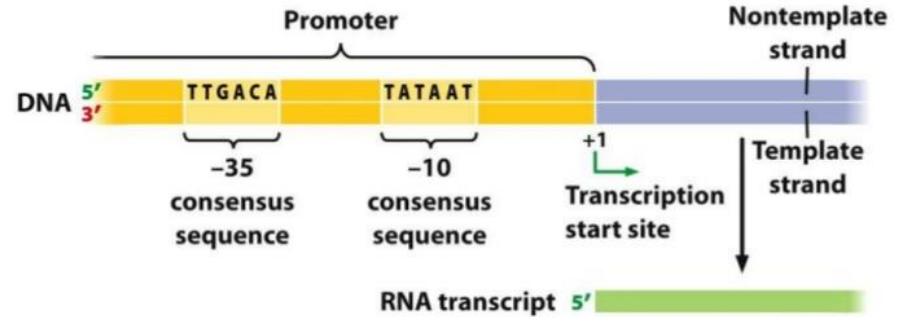 Promoter
Nontemplate
strand
DNA
5′
3′
TTGACA
TATAAT
–35
consensus
sequence
–10
consensus
sequence
+1
Transcription
start site
Template
strand
RNA transcript 5′